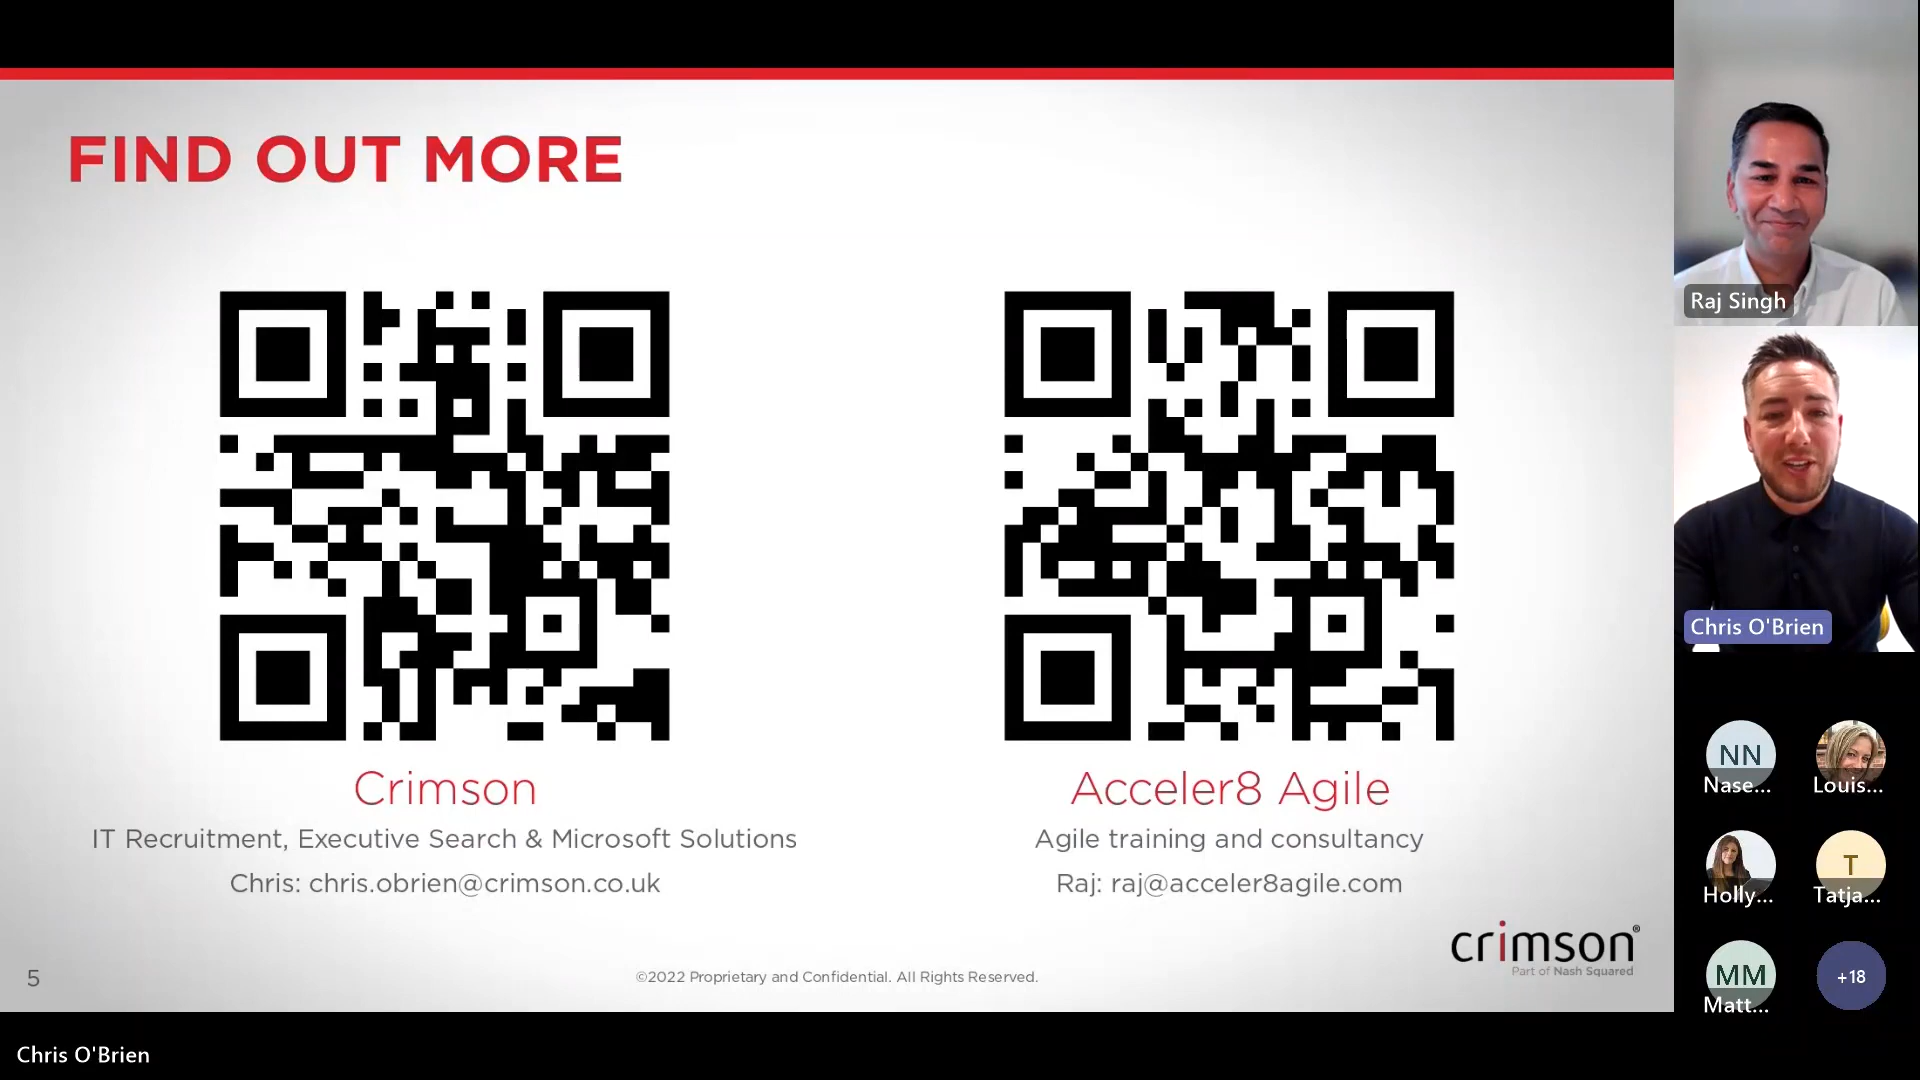 FIND OUT MORE
Crimson
IT Recruitment, Executive Search & Microsoft Solutions
Chris: chris.obrien@crimson.co.uk
Acceler8 Agile
Agile training and consultancy
Raj: raj@acceler8agile.com
crimson®
Part of Nash Squared
5
©2022 Proprietary and Confidential. All Rights Reserved.
Raj Singh
Chris O'Brien
NN
Nase...
Louis...
Holly...
T
Tatja...
MM
Matt...
+18
Chris O'Brien